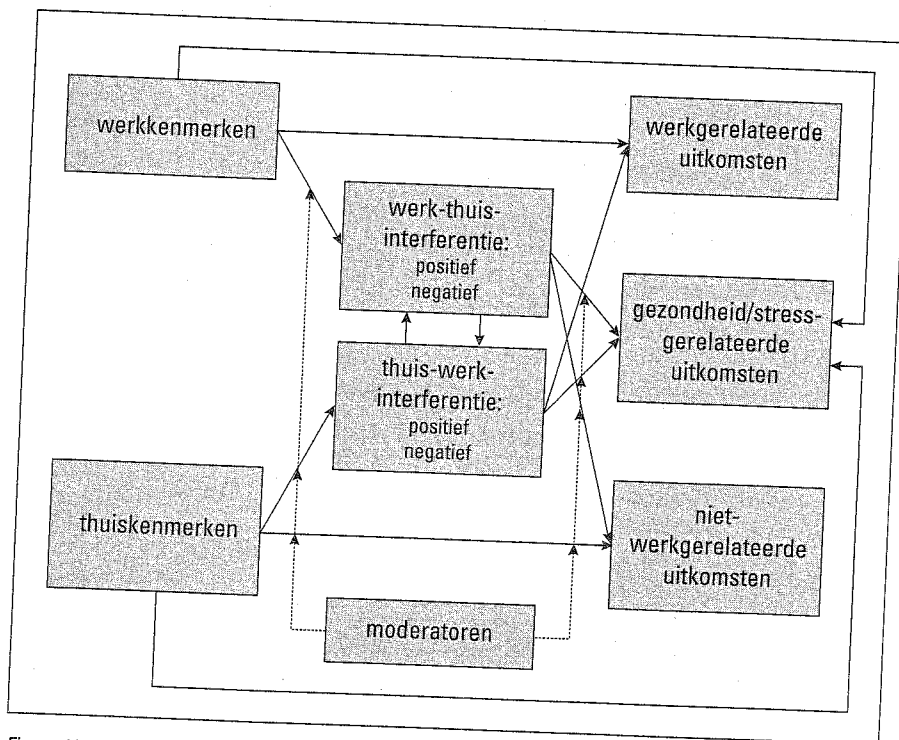 werkkenmerken
werkgerelateerde
uitkomsten
werk-thuis-
interferentie:
positief
negatief
gezondheid/stress-
gerelateerde
uitkomsten
thuis-werk-
interferentie:
positief
negatief
thuiskenmerken
niet-
werkgerelateerde
uitkomsten
moderatoren